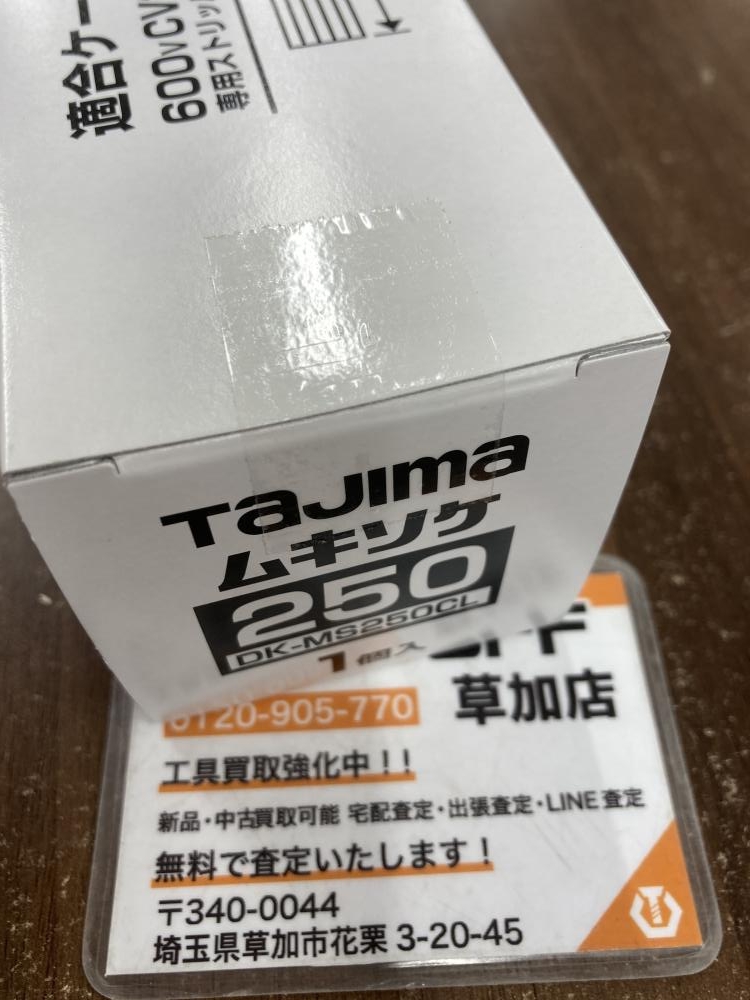 適合ケー
600V CV
専用ストリッ
TaJIma
ムキソケ
250
DK-MS250CL
1個入
草加店
0120-905-770
工具買取強化中!!
新品・中古買取可能 宅配査定・出張査定・LINE査定
無料で査定いたします!
〒340-0044
埼玉県草加市花栗 3-20-45